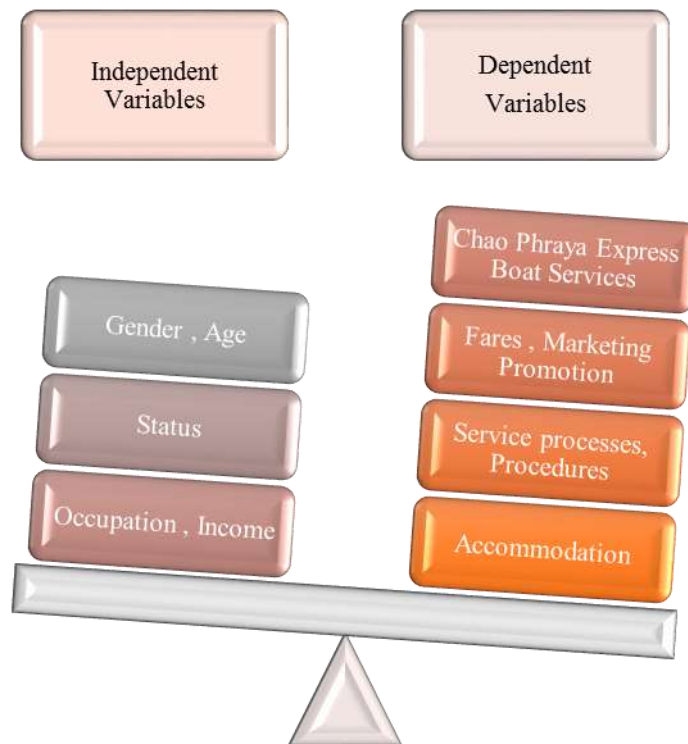 Independent
Variables
Dependent
Variables
Gender , Age
Status
Occupation , Income
Chao Phraya Express
Boat Services
Fares , Marketing
Promotion
Service processes,
Procedures
Accommodation